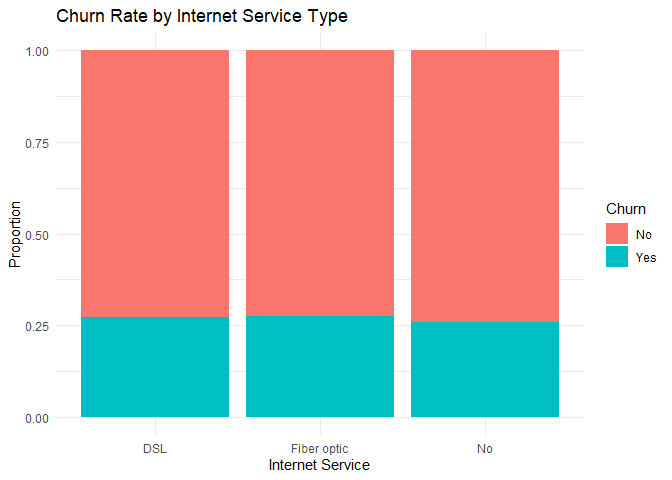 Churn Rate by Internet Service Type
1.00
0.75
0.50
0.25
0.00
Proportion
DSL
Fiber optic
No
Internet Service
Churn
No
Yes